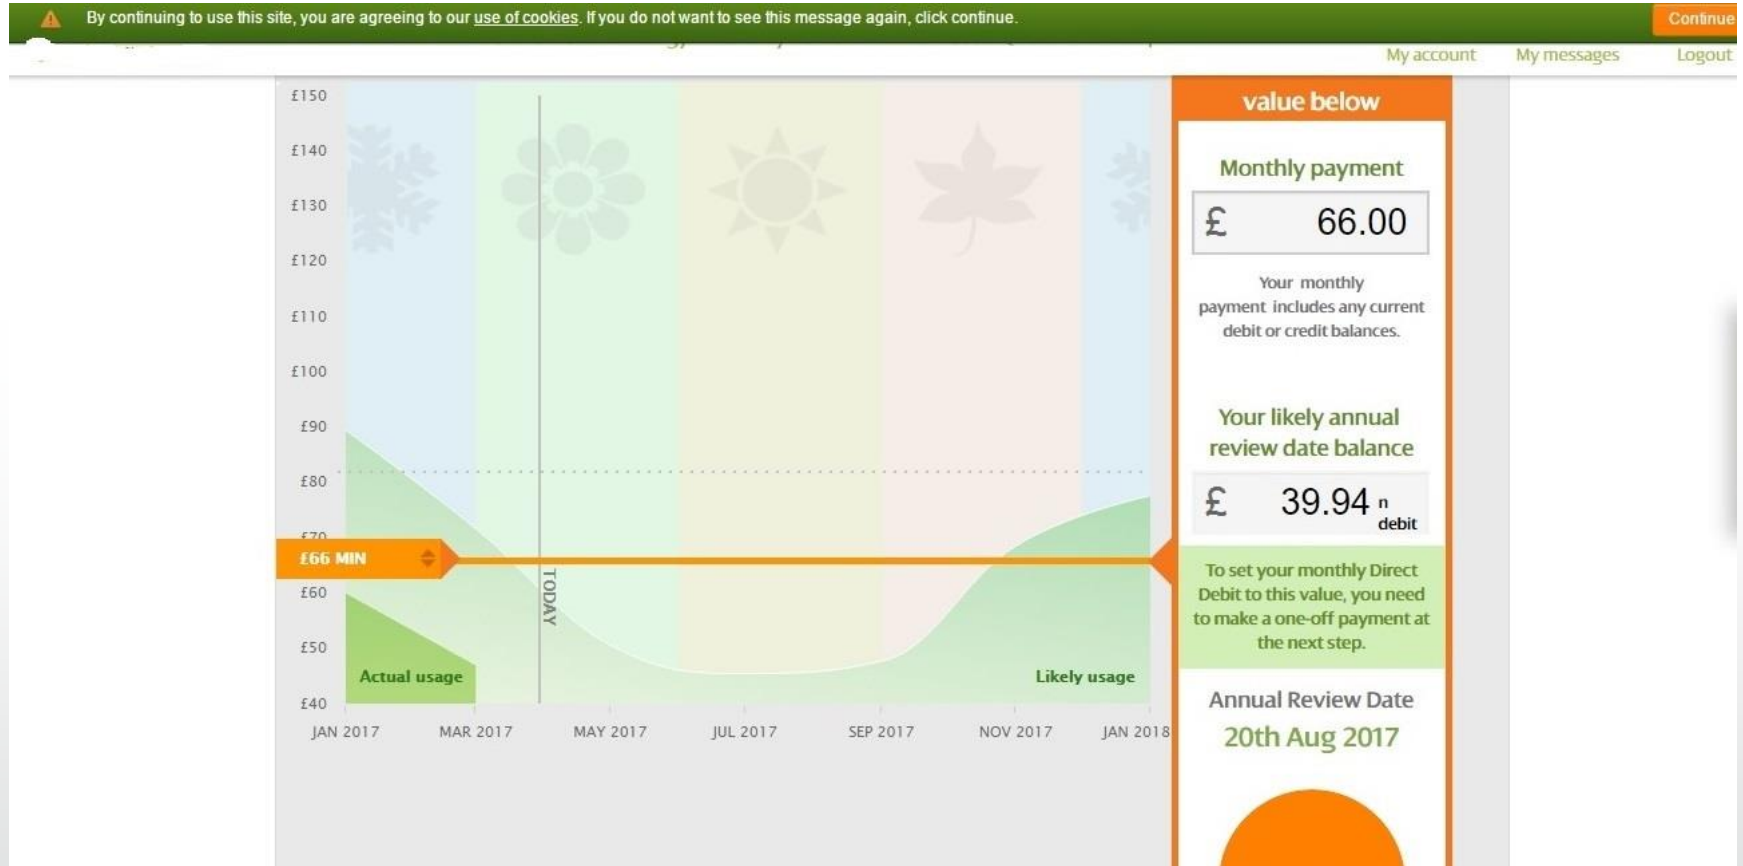 By continuing to use this site, you are agreeing to our use of cookies. If you do not want to see this message again, click continue.
Continue
My account
My messages
Logout
£150
£140
£130
£120
£110
£100
£90
£80
£70
£66 MIN
£60
£50
£40
TODAY
Actual usage
Likely usage
JAN 2017
MAR 2017
MAY 2017
JUL 2017
SEP 2017
NOV 2017
JAN 2018
value below
Monthly payment
£ 66.00
Your monthly
payment includes any current
debit or credit balances.
Your likely annual
review date balance
£ 39.94 n
debit
To set your monthly Direct
Debit to this value, you need
to make a one-off payment at
the next step.
Annual Review Date
20th Aug 2017